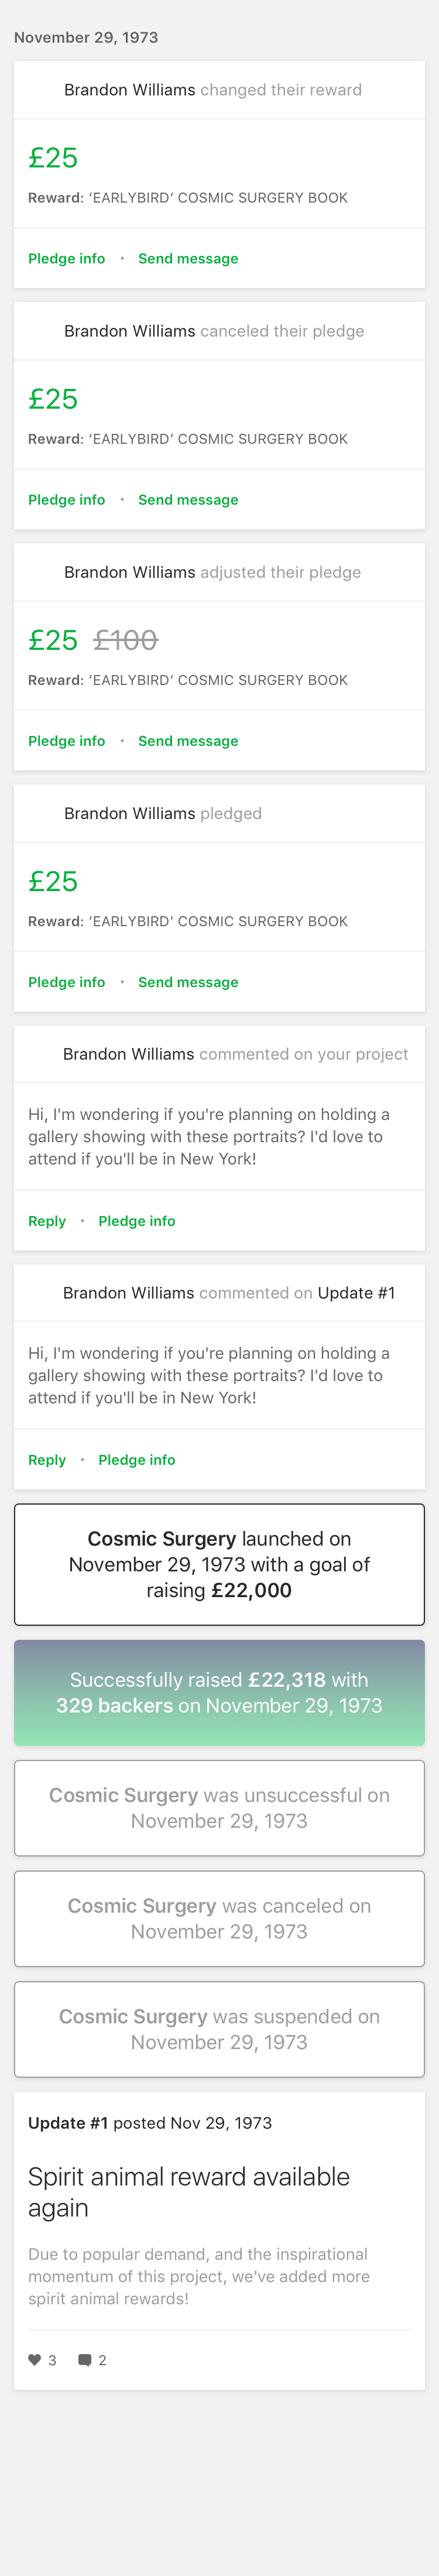 November 29, 1973
Brandon Williams changed their reward
£25
Reward: ‘EARLYBIRD’ COSMIC SURGERY BOOK
Pledge info • Send message
Brandon Williams canceled their pledge
£25
Reward: ‘EARLYBIRD’ COSMIC SURGERY BOOK
Pledge info • Send message
Brandon Williams adjusted their pledge
£25 £100
Reward: ‘EARLYBIRD’ COSMIC SURGERY BOOK
Pledge info • Send message
Brandon Williams pledged
£25
Reward: ‘EARLYBIRD’ COSMIC SURGERY BOOK
Pledge info • Send message
Brandon Williams commented on your project
Hi, I'm wondering if you're planning on holding a
gallery showing with these portraits? I'd love to
attend if you'll be in New York!
Reply • Pledge info
Brandon Williams commented on Update #1
Hi, I'm wondering if you're planning on holding a
gallery showing with these portraits? I'd love to
attend if you'll be in New York!
Reply • Pledge info
Cosmic Surgery launched on
November 29, 1973 with a goal of
raising £22,000
Successfully raised £22,318 with
329 backers on November 29, 1973
Cosmic Surgery was unsuccessful on
November 29, 1973
Cosmic Surgery was canceled on
November 29, 1973
Cosmic Surgery was suspended on
November 29, 1973
Update #1 posted Nov 29, 1973
Spirit animal reward available
again
Due to popular demand, and the inspirational
momentum of this project, we've added more
spirit animal rewards!
3 2